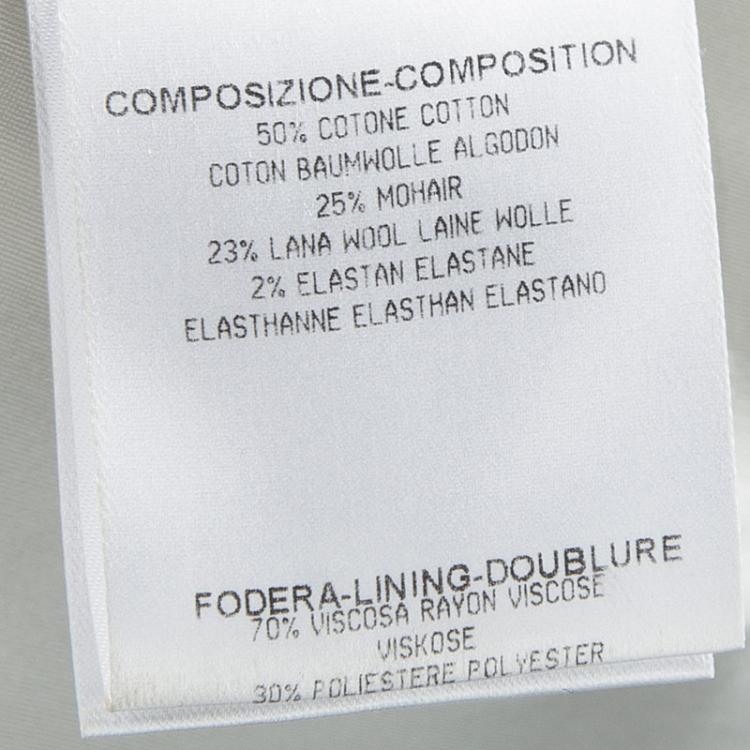 COMPOSIZIONE-COMPOSITION
50% COTONE COTTON
COTON BAUMWOLLE ALGODON
25% MOHAIR
23% LANA WOOL LAINE WOLLE
2% ELASTAN ELASTANE
ELASTHANNE ELASTHAN ELASTANO
FODERA-LINING-DOUBLURE
70% VISCOSA RAYON VISCOSE
VISKOSE
30% POLIESTERE POLYESTER